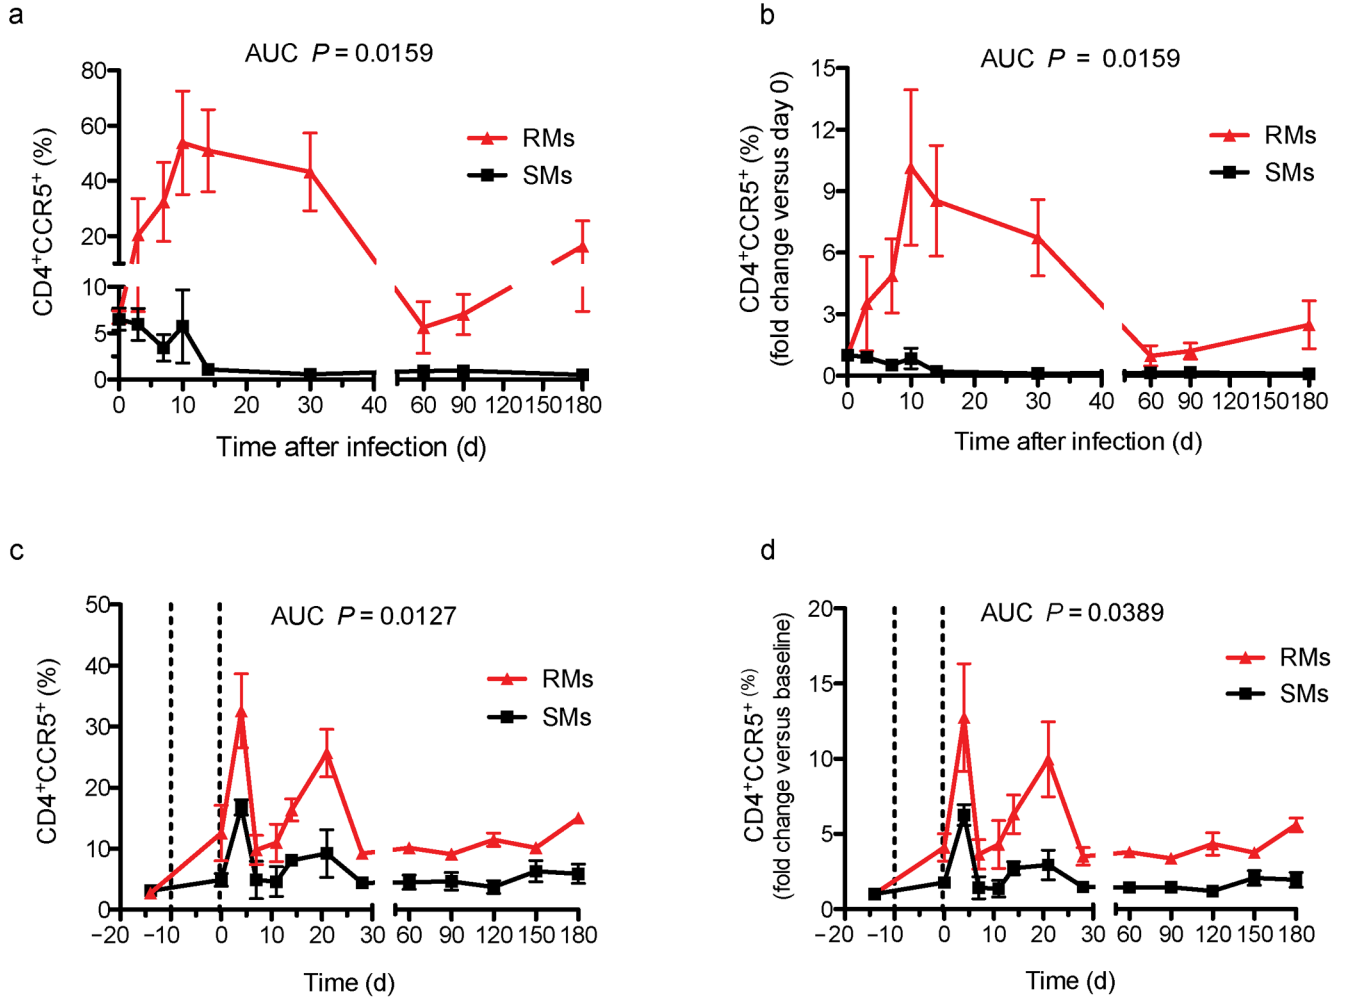 a
AUC P = 0.0159
CD4+CCR5+ (%)
80
60
40
20
10
5
0
RMs
SMs
0 10 20 30 40 60 90 120 150 180
Time after infection (d)
b
AUC P = 0.0159
CD4+CCR5+ (%)
(fold change versus day 0)
15
12
9
6
3
0
RMs
SMs
0 10 20 30 40 60 90 120 150 180
Time after infection (d)
c
AUC P = 0.0127
CD4+CCR5+ (%)
50
40
30
20
10
0
RMs
SMs
−20 −10 0 10 20 30 60 90 120 150 180
Time (d)
d
AUC P = 0.0389
CD4+CCR5+ (%)
(fold change versus baseline)
20
15
10
5
0
RMs
SMs
−20 −10 0 10 20 30 60 90 120 150 180
Time (d)